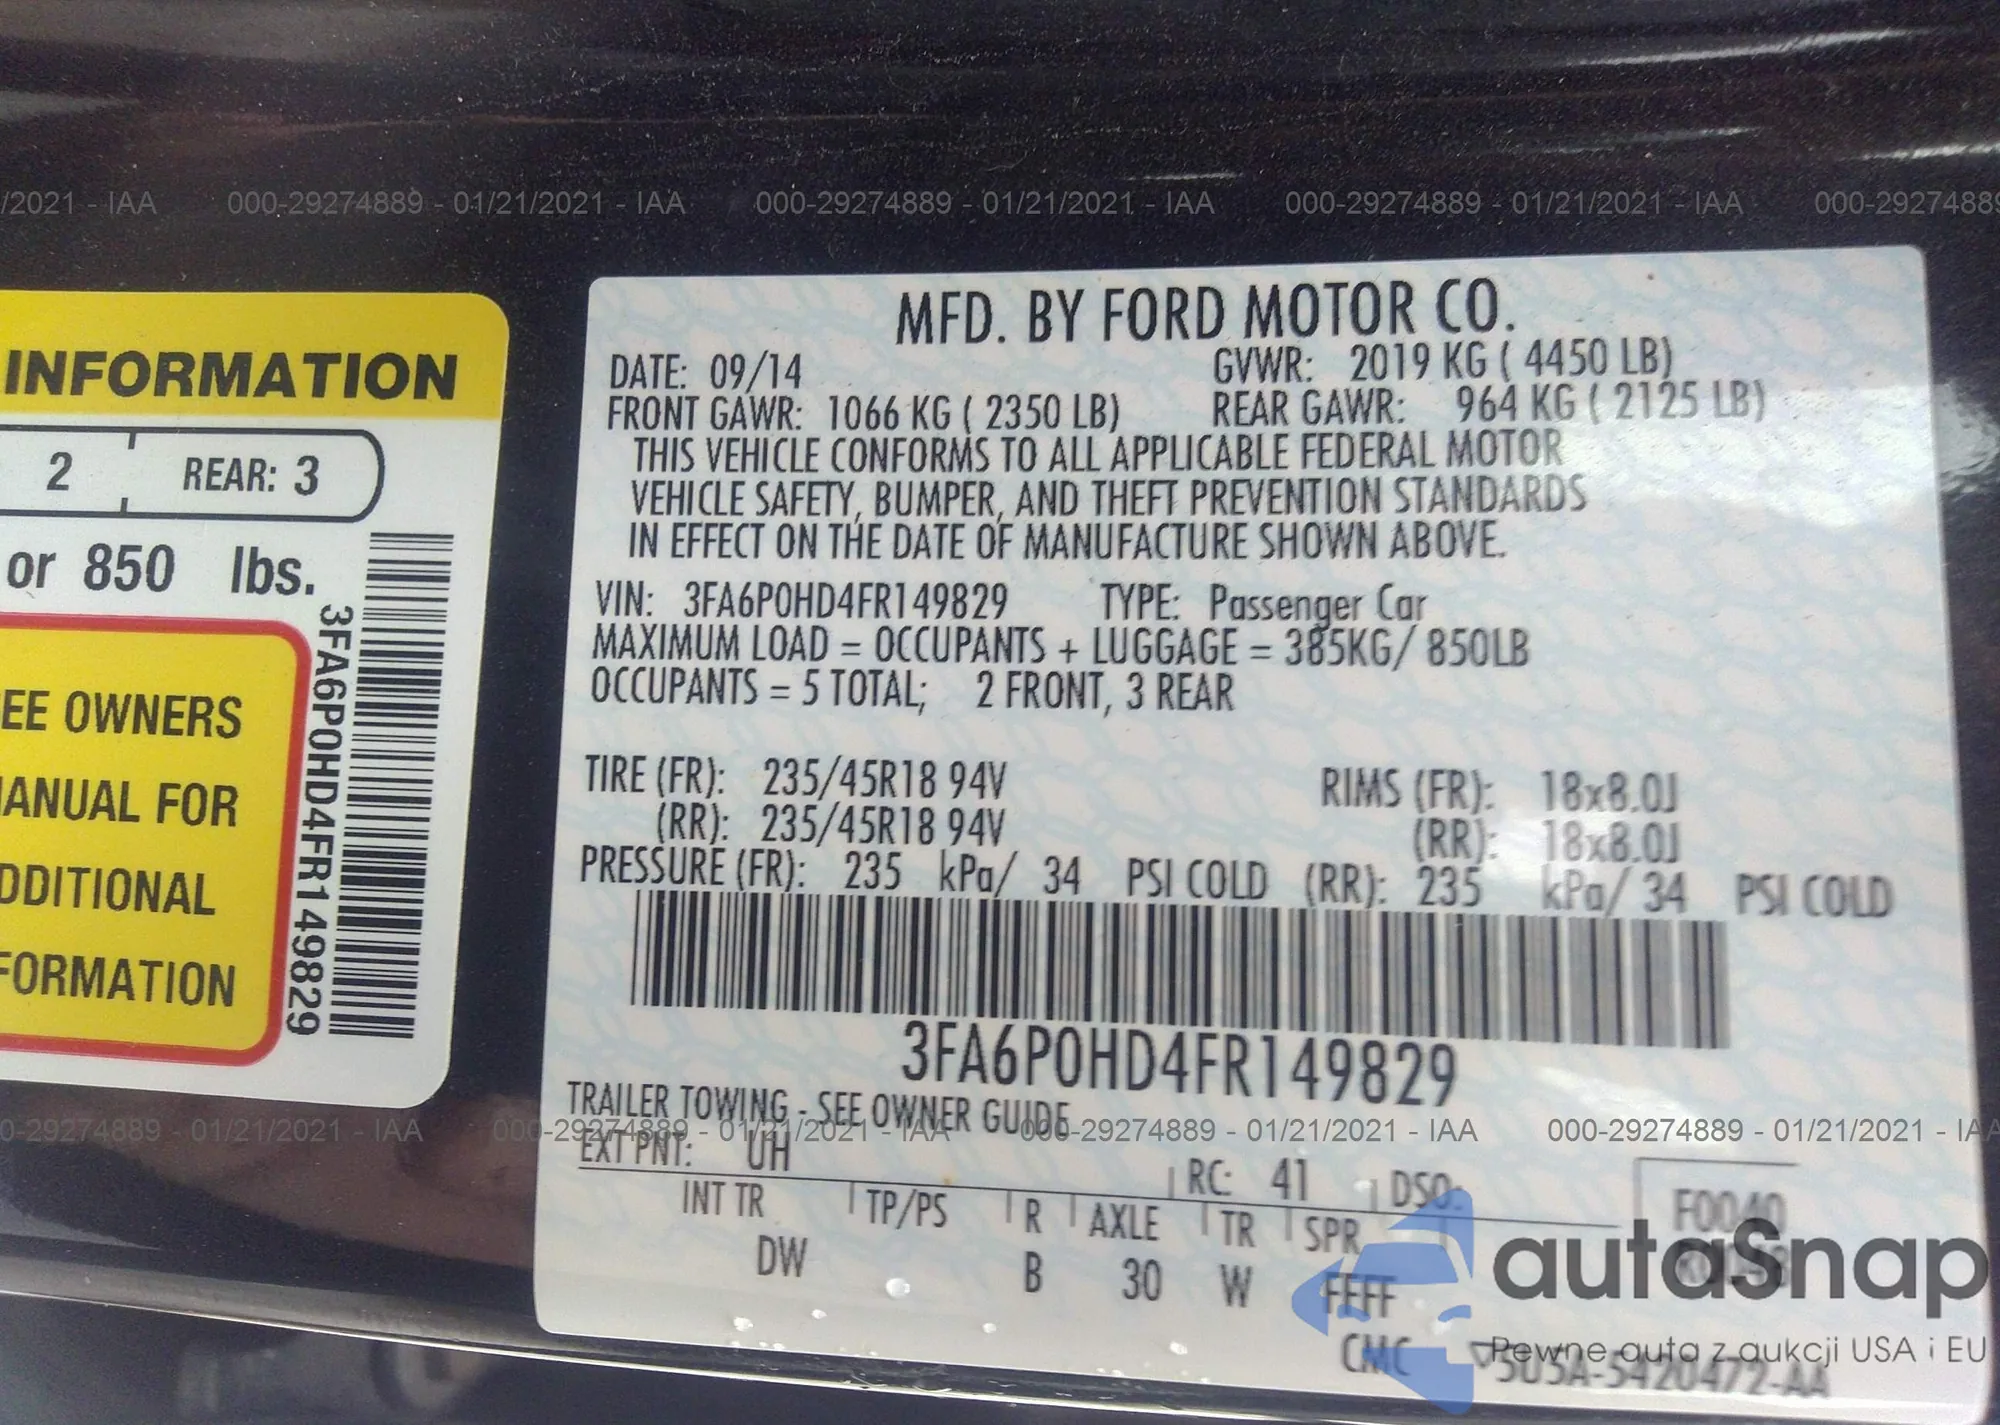 /2021 - IAA 000-29274889 - 01/21/2021 - IAA 000-29274889 - 01/21/2021 - IAA 000-29274889 - 01/21/2021 - IAA 000-29274889
INFORMATION
2 REAR: 3
or 850 lbs.
3FA6P0HD4FR149829
EE OWNERS
ANUAL FOR
DDITIONAL
FORMATION
MFD. BY FORD MOTOR CO.
DATE: 09/14 GVWR: 2019 KG ( 4450 LB)
FRONT GAWR: 1066 KG ( 2350 LB) REAR GAWR: 964 KG ( 2125 LB)
THIS VEHICLE CONFORMS TO ALL APPLICABLE FEDERAL MOTOR
VEHICLE SAFETY, BUMPER, AND THEFT PREVENTION STANDARDS
IN EFFECT ON THE DATE OF MANUFACTURE SHOWN ABOVE.
VIN: 3FA6P0HD4FR149829 TYPE: Passenger Car
MAXIMUM LOAD = OCCUPANTS + LUGGAGE = 385KG/ 850LB
OCCUPANTS = 5 TOTAL; 2 FRONT, 3 REAR
TIRE (FR): 235/45R18 94V RIMS (FR): 18x8.0J
(RR): 235/45R18 94V (RR): 18x8.0J
PRESSURE (FR): 235 kPa/ 34 PSI COLD (RR): 235 kPa/ 34 PSI COLD
3FA6P0HD4FR149829
TRAILER TOWING - SEE OWNER GUIDE
0-29274889 - 01/21/2021 - IAA 000-29274889 - 01/21/2021 - IAA 000-29274889 - 01/21/2021 - IAA 000-29274889 - 01/21/2021 - IAA
EXT PNT: UH RC: 41 DSO:
F0040
INT TR TP/PS R AXLE TR SPR
DW B 30 W FEFF
autaSnap
Pewne auta z aukcji USA i EU
CMC 5U5A-5420472-AA